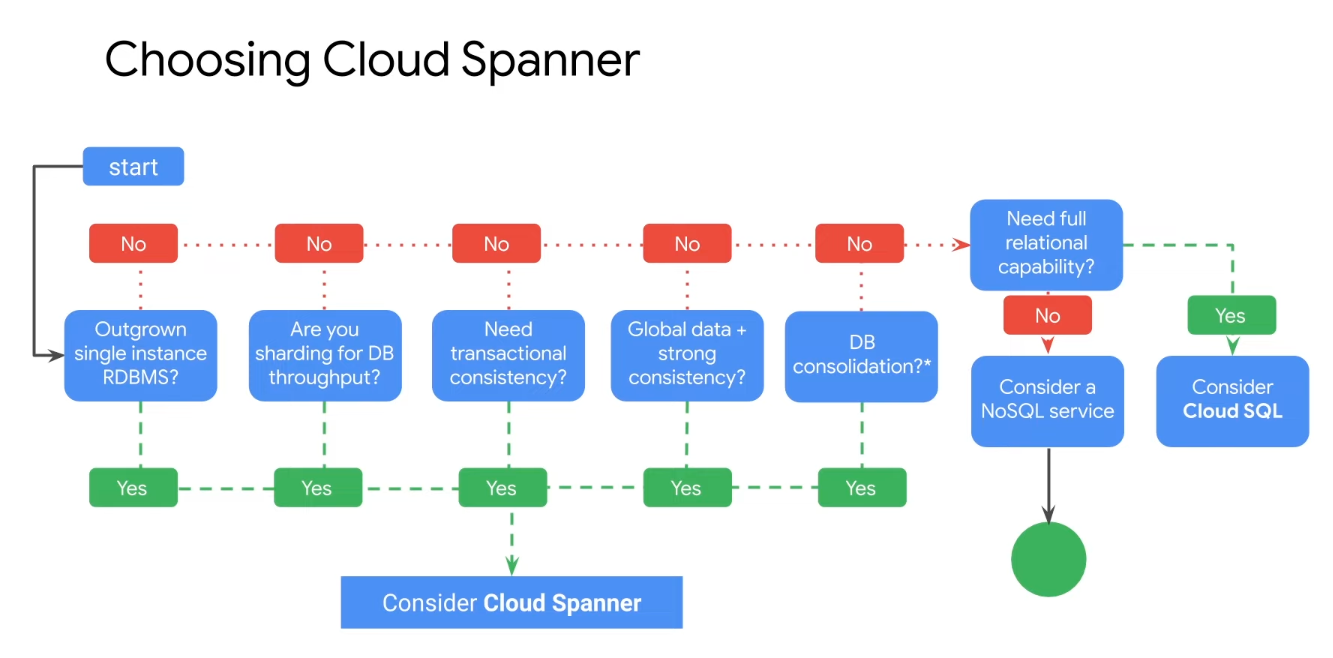 Choosing Cloud Spanner
start
No
No
No
No
No
Need full
relational
capability?
Outgrown
single instance
RDBMS?
Are you
sharding for DB
throughput?
Need
transactional
consistency?
Global data +
strong
consistency?
DB
consolidation?*
No
Yes
Consider a
NoSQL service
Consider
Cloud SQL
Yes
Yes
Yes
Yes
Yes
Consider Cloud Spanner